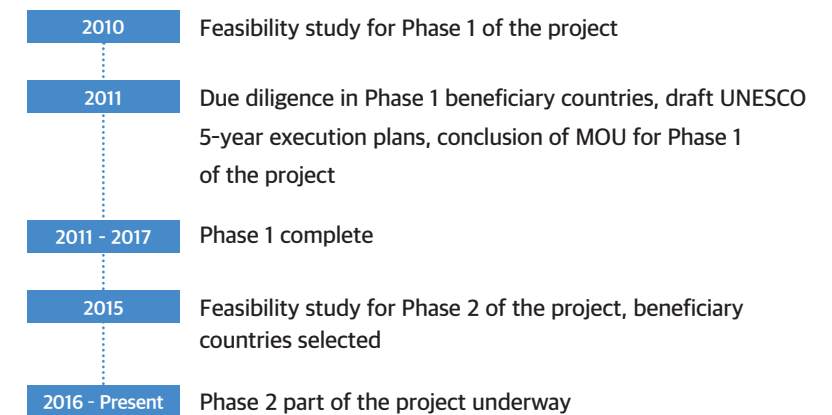 2010
Feasibility study for Phase 1 of the project
2011
Due diligence in Phase 1 beneficiary countries, draft UNESCO
5-year execution plans, conclusion of MOU for Phase 1
of the project
2011 - 2017
Phase 1 complete
2015
Feasibility study for Phase 2 of the project, beneficiary
countries selected
2016 - Present
Phase 2 part of the project underway